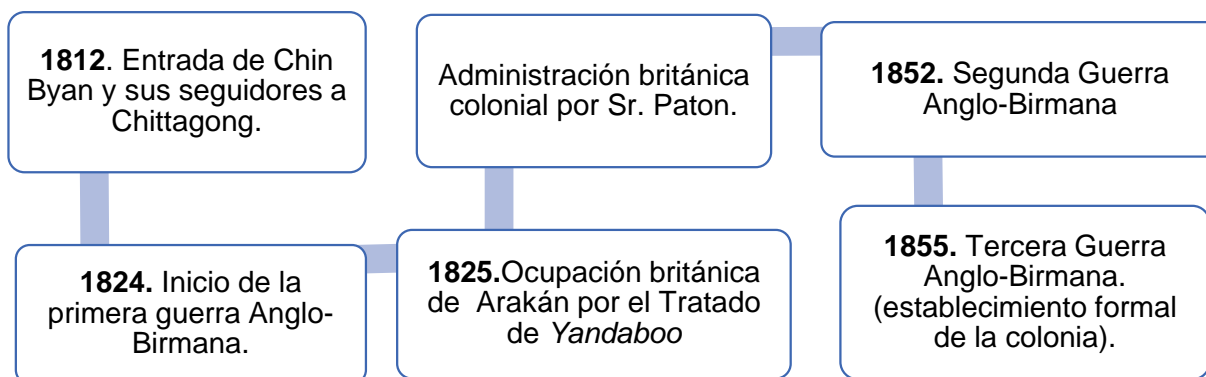 1812. Entrada de Chin
Byan y sus seguidores a
Chittagong.
1824. Inicio de la
primera guerra Anglo-
Birmana.
1825.Ocupación británica
de Arakán por el Tratado
de Yandaboo
Administración británica
colonial por Sr. Paton.
1852. Segunda Guerra
Anglo-Birmana
1855. Tercera Guerra
Anglo-Birmana.
(establecimiento formal
de la colonia).